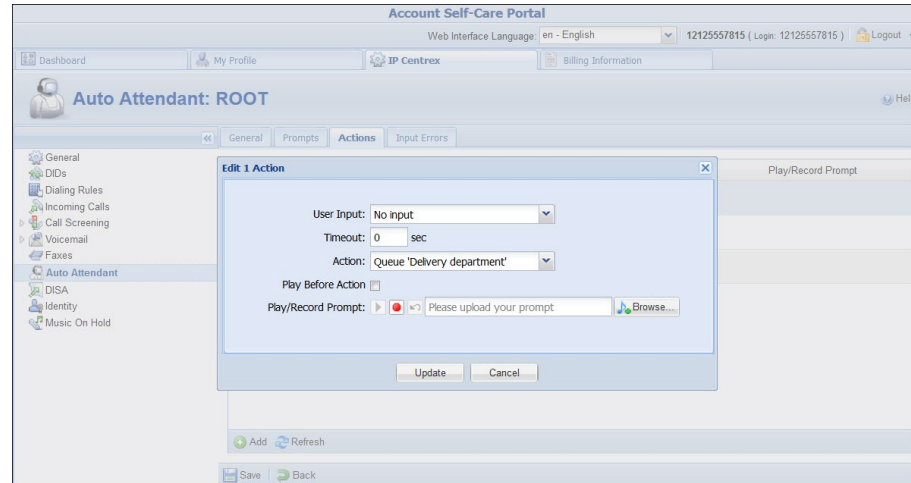 Account Self-Care Portal
Web Interface Language: en - English 12125557815 ( Login: 12125557815 ) Logout
Dashboard My Profile IP Centrex Billing Information
Auto Attendant: ROOT
Hel
General Prompts Actions Input Errors
General
DIDs
Dialing Rules
Incoming Calls
Call Screening
Voicemail
Faxes
Auto Attendant
DISA
Identity
Music On Hold
Edit 1 Action
Play/Record Prompt
User Input: No input
Timeout: 0 sec
Action: Queue 'Delivery department'
Play Before Action
Play/Record Prompt: Please upload your prompt Browse...
Update Cancel
Add Refresh
Save Back